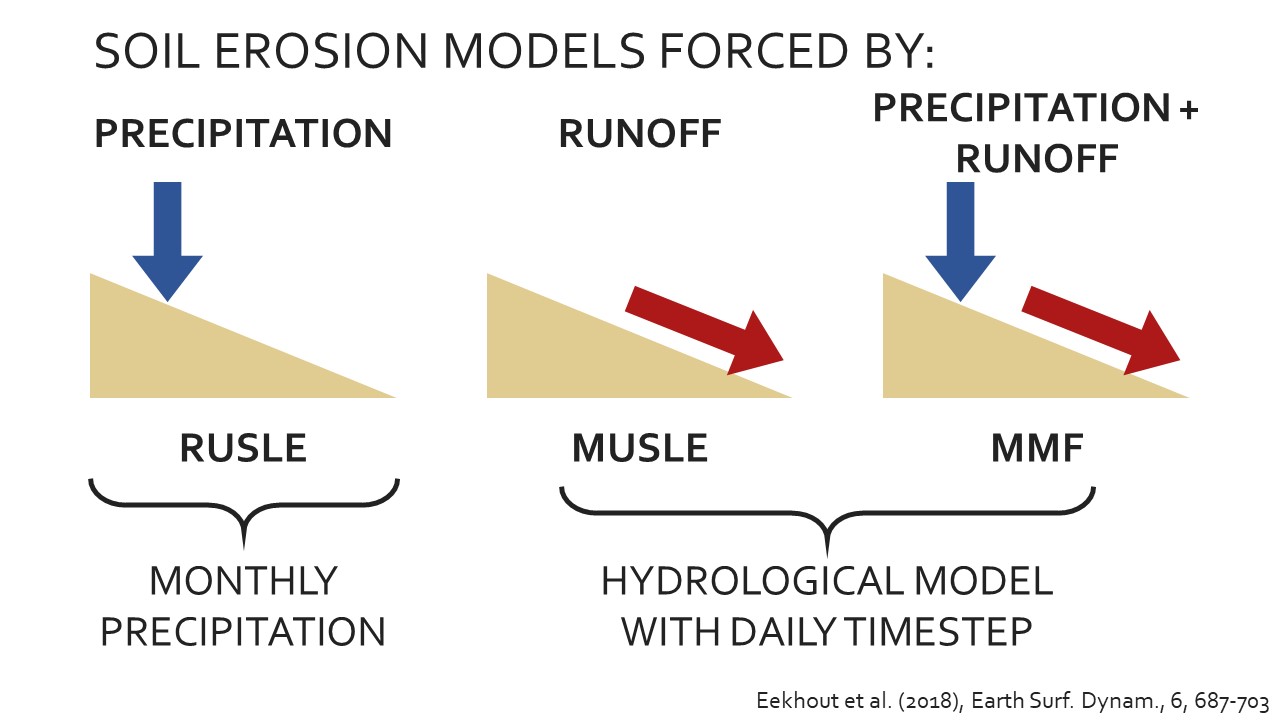 SOIL EROSION MODELS FORCED BY:
PRECIPITATION
RUNOFF
PRECIPITATION +
RUNOFF
RUSLE
MUSLE
MMF
MONTHLY
PRECIPITATION
HYDROLOGICAL MODEL
WITH DAILY TIMESTEP
Eekhout et al. (2018), Earth Surf. Dynam., 6, 687-703